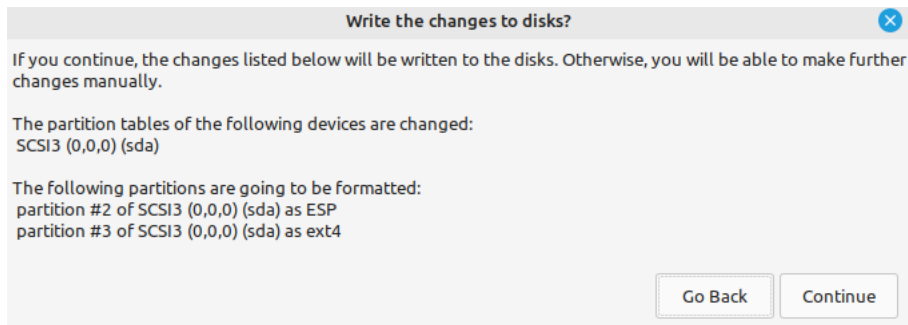 Write the changes to disks?
If you continue, the changes listed below will be written to the disks. Otherwise, you will be able to make further
changes manually.
The partition tables of the following devices are changed:
SCSI3 (0,0,0) (sda)
The following partitions are going to be formatted:
partition #2 of SCSI3 (0,0,0) (sda) as ESP
partition #3 of SCSI3 (0,0,0) (sda) as ext4
Go Back Continue